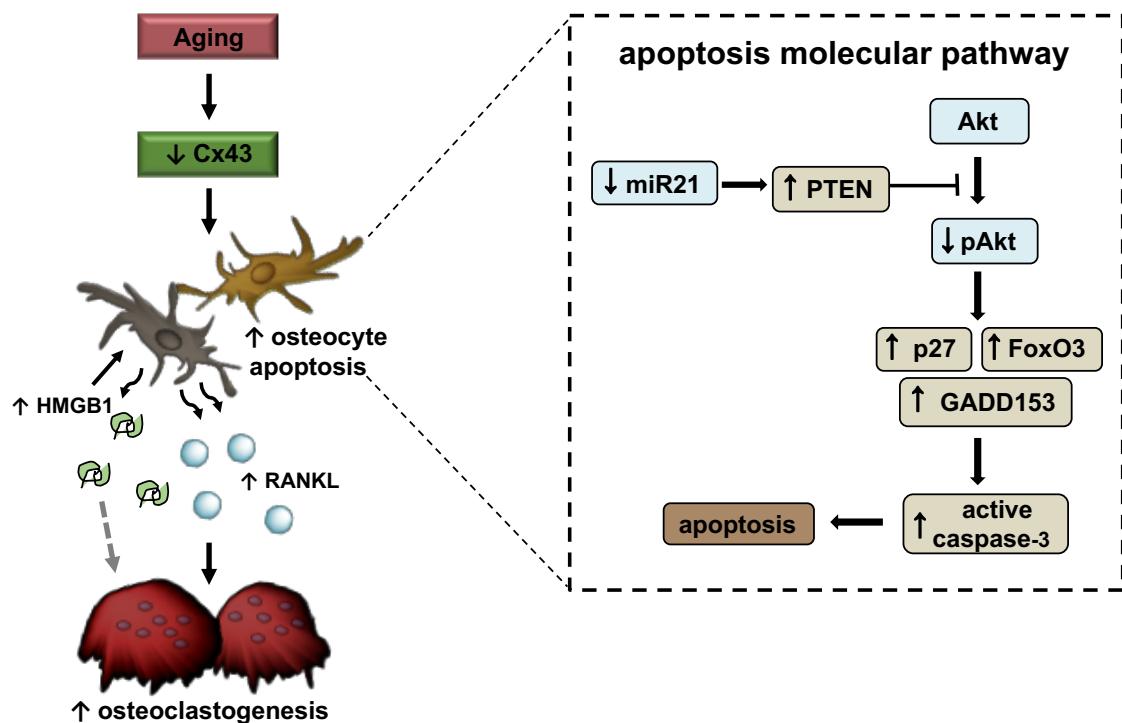 Aging
↓ Cx43
↑ osteocyte
apoptosis
↑ HMGB1
↑ RANKL
↑ osteoclastogenesis
apoptosis molecular pathway
Akt
↓ miR21
↑ PTEN
↓ pAkt
↑ p27
↑ FoxO3
↑ GADD153
↑ active
caspase-3
apoptosis